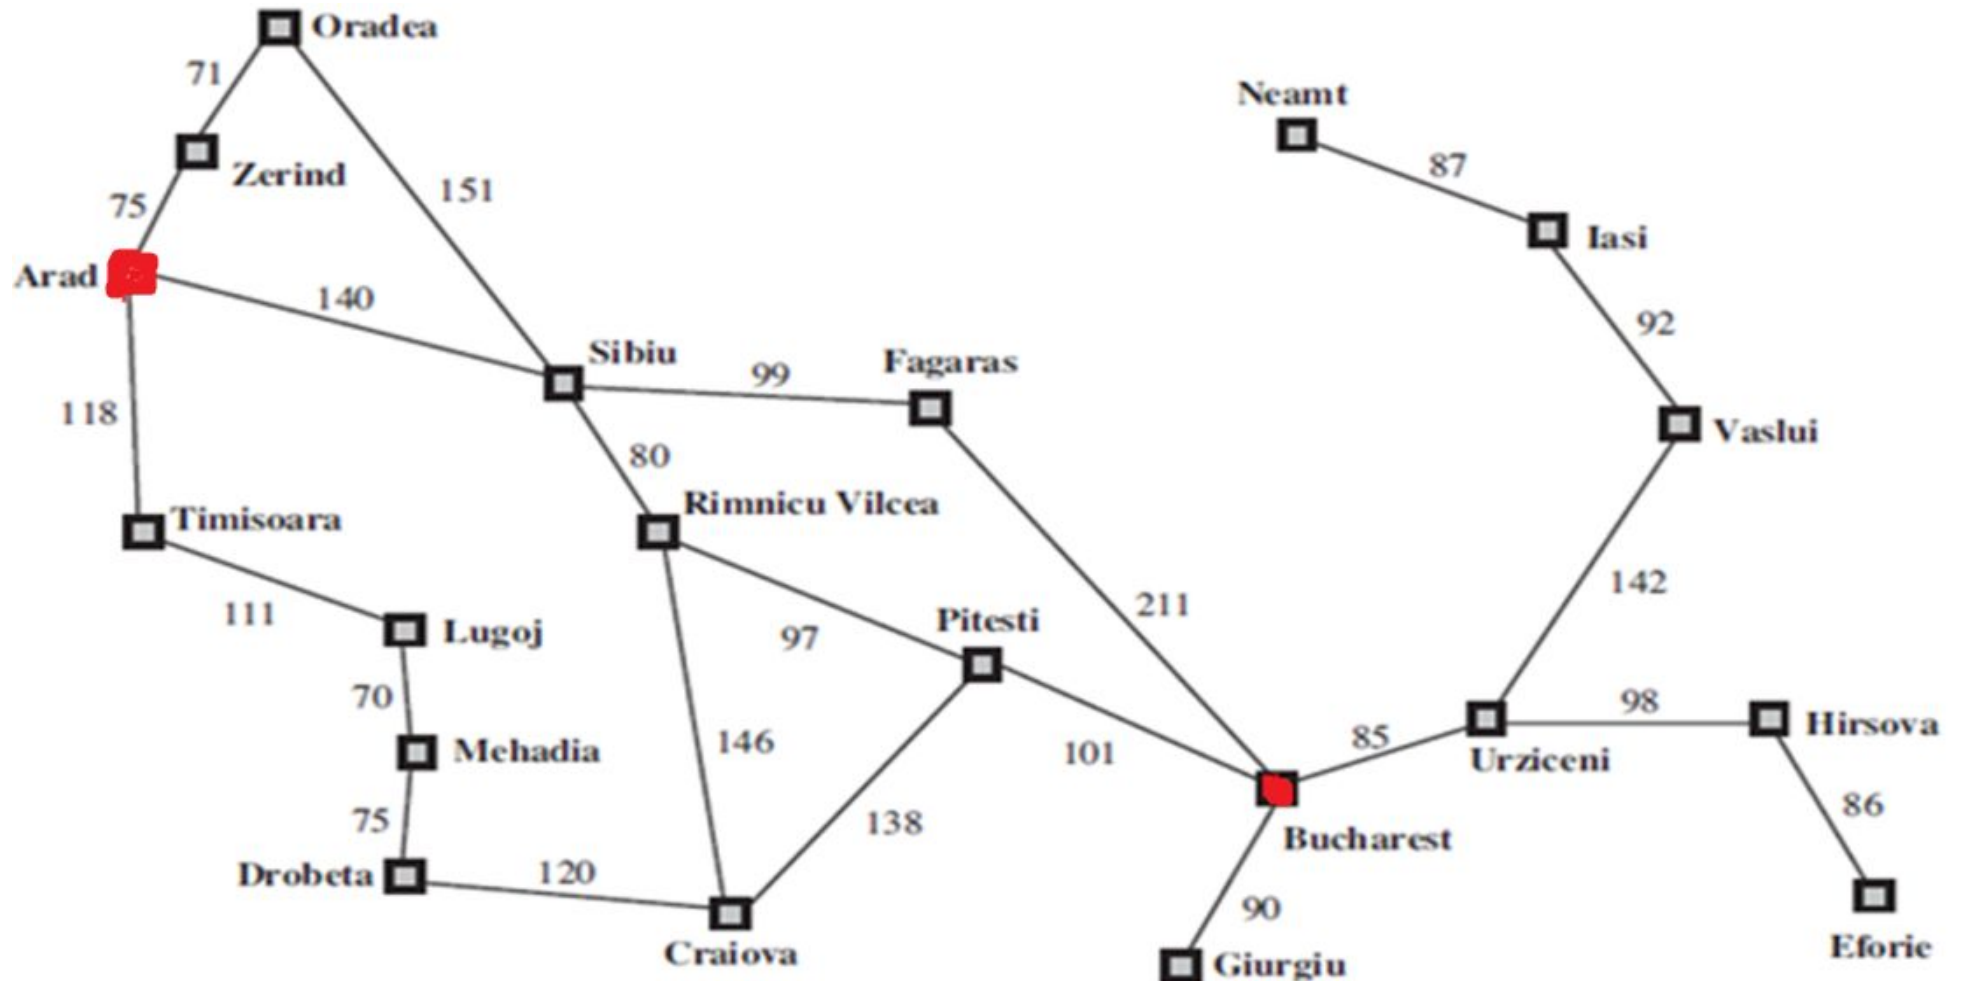 Oradea
71
Neamt
87
Zerind
151
75
Iasi
Arad
140
92
Sibiu
Fagaras
99
118
Vaslui
80
Rimnicu Vilcea
Timisoara
142
211
111
Lugoj
97
Pitesti
70
98
Hirsova
146
85
Mehadia
101
Urziceni
86
75
138
Bucharest
Drobeta
120
90
Eforie
Craiova
Giurgiu